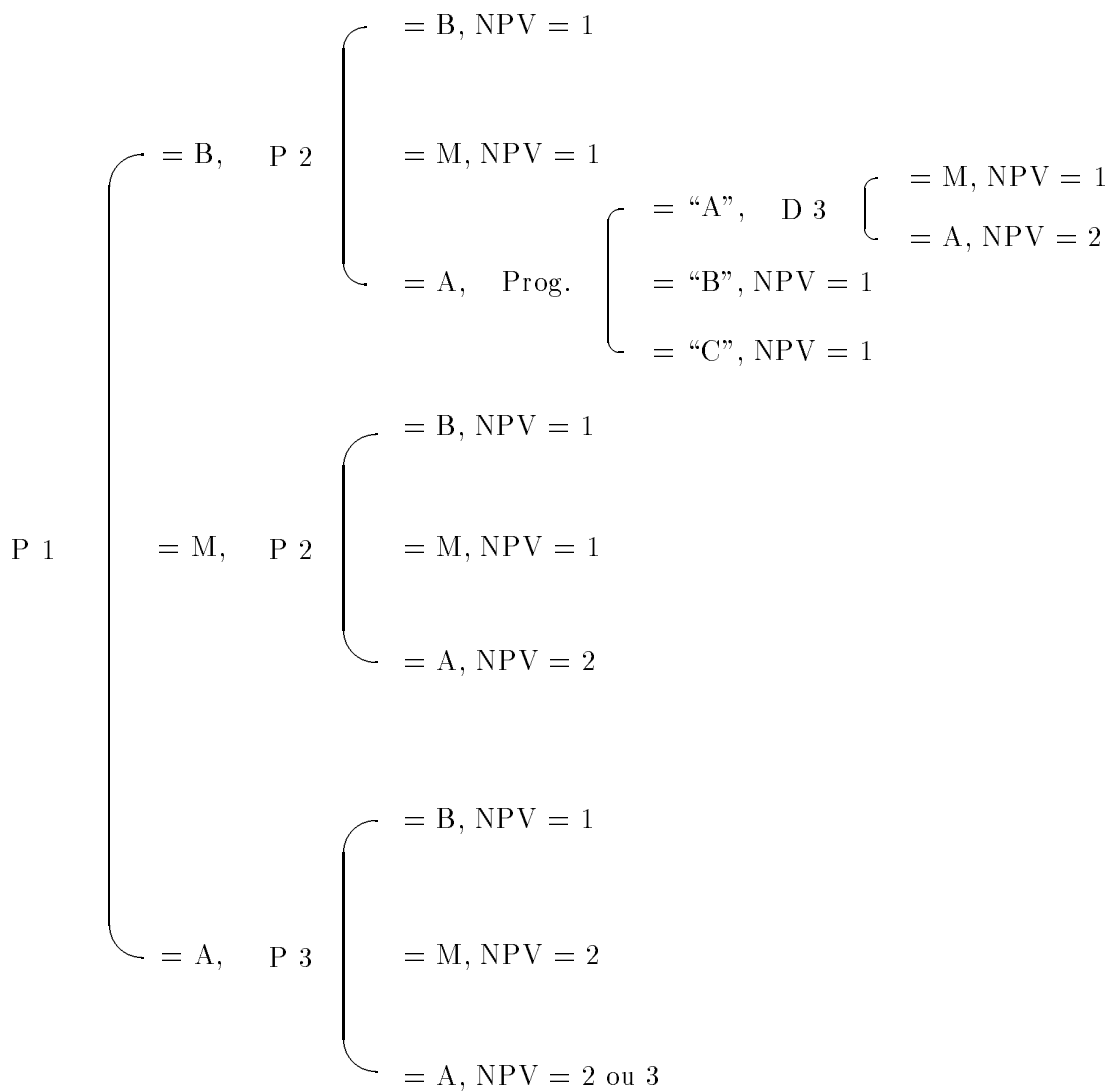 = B, NPV = 1
= B, P 2
= M, NPV = 1
= M, NPV = 1
= “A”, D 3
= A, NPV = 2
= A, Prog.
= “B”, NPV = 1
= “C”, NPV = 1
= B, NPV = 1
P 1
= M, P 2
= M, NPV = 1
= A, NPV = 2
= B, NPV = 1
= A, P 3
= M, NPV = 2
= A, NPV = 2 ou 3